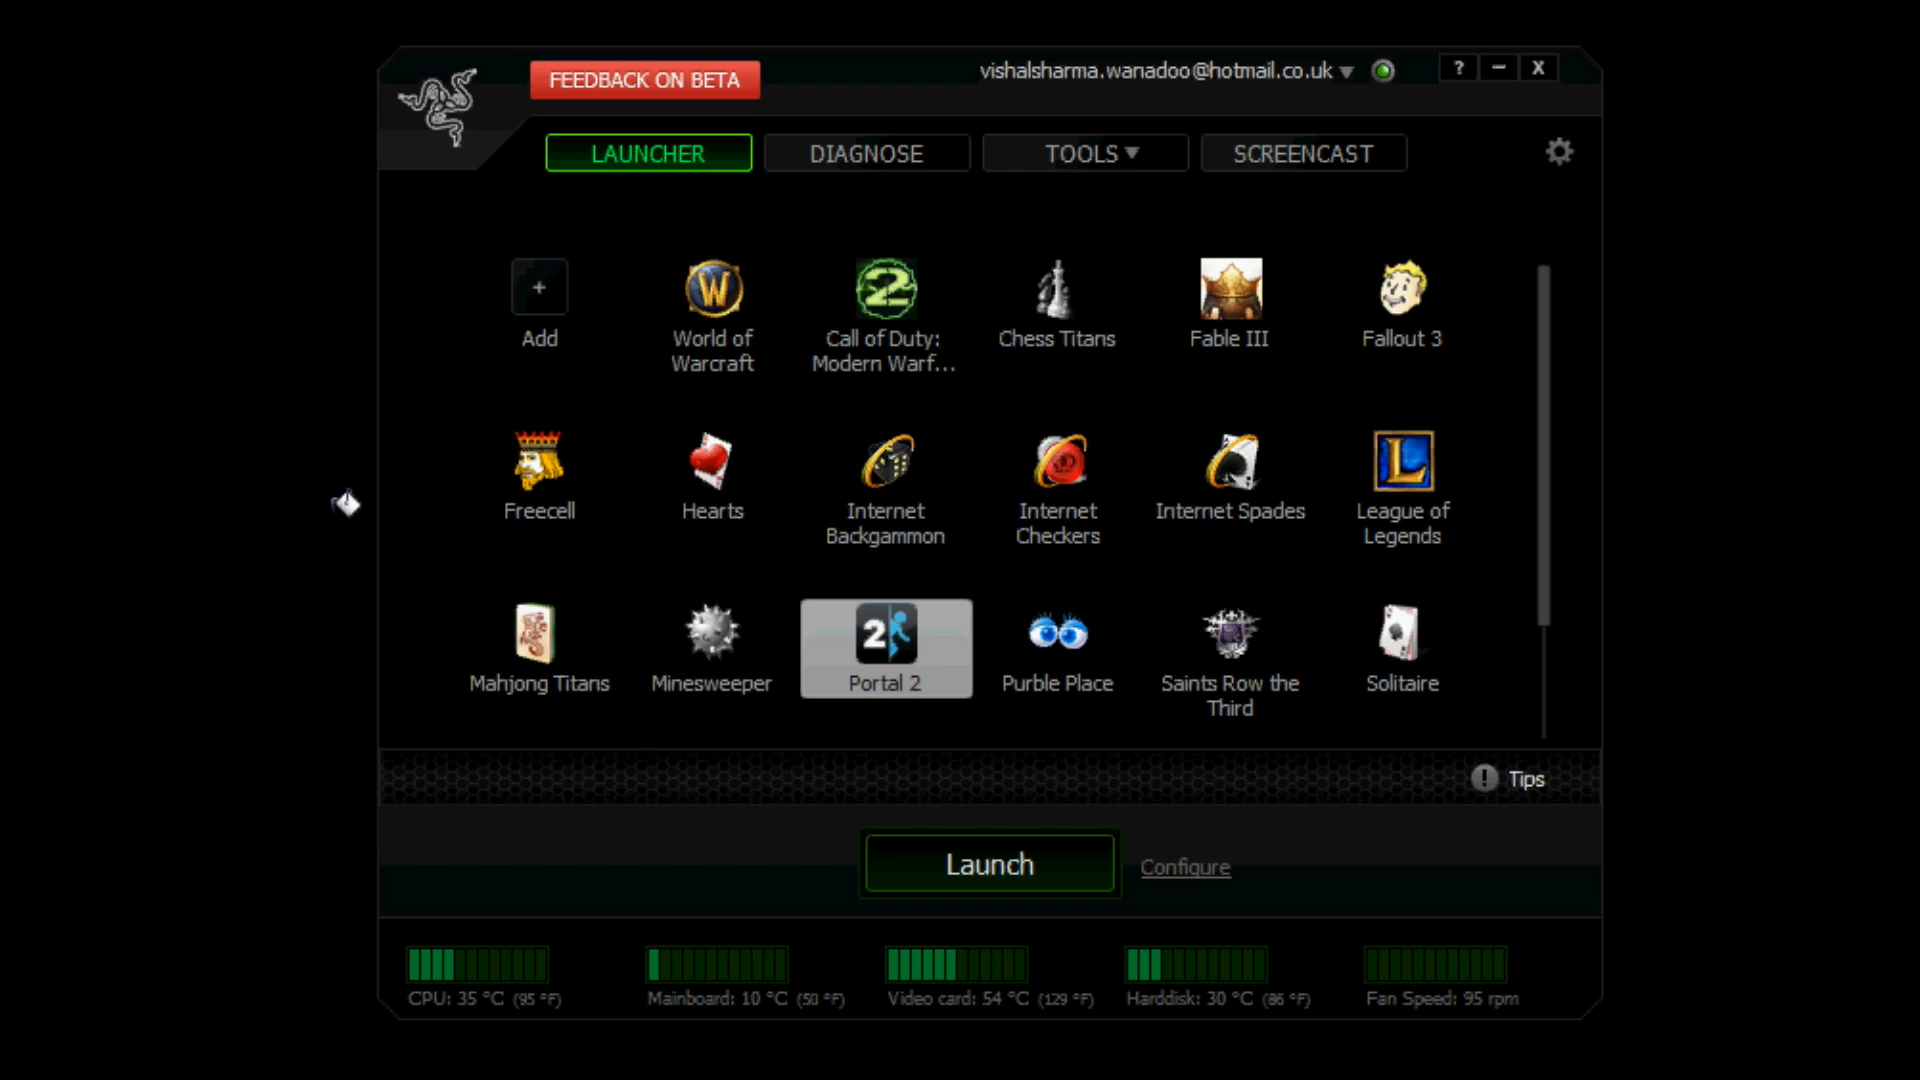 FEEDBACK ON BETA
vishalsharma.wanadoo@hotmail.co.uk
? – X
LAUNCHER
DIAGNOSE
TOOLS
SCREENCAST
+
Add
W
World of
Warcraft
2
Call of Duty:
Modern Warf...
Chess Titans
Fable III
Fallout 3
Freecell
Hearts
Internet
Backgammon
Internet
Checkers
Internet Spades
L
League of
Legends
Mahjong Titans
Minesweeper
2
Portal 2
Purble Place
Saints Row the
Third
Solitaire
! Tips
Launch
Configure
CPU: 35 °C (95 °F)
Mainboard: 10 °C (50 °F)
Video card: 54 °C (129 °F)
Harddisk: 30 °C (86 °F)
Fan Speed: 95 rpm